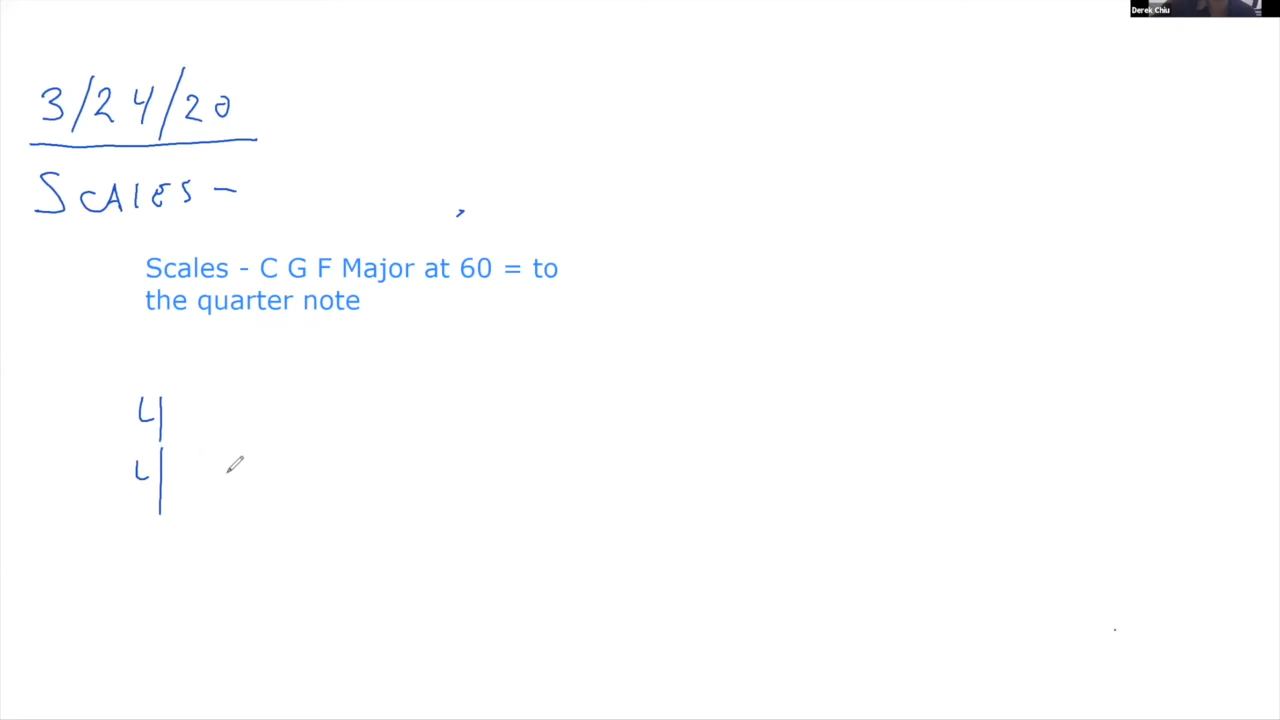 Derek Chiu
3/24/20
SCALES -
Scales - C G F Major at 60 = to
the quarter note
4
4